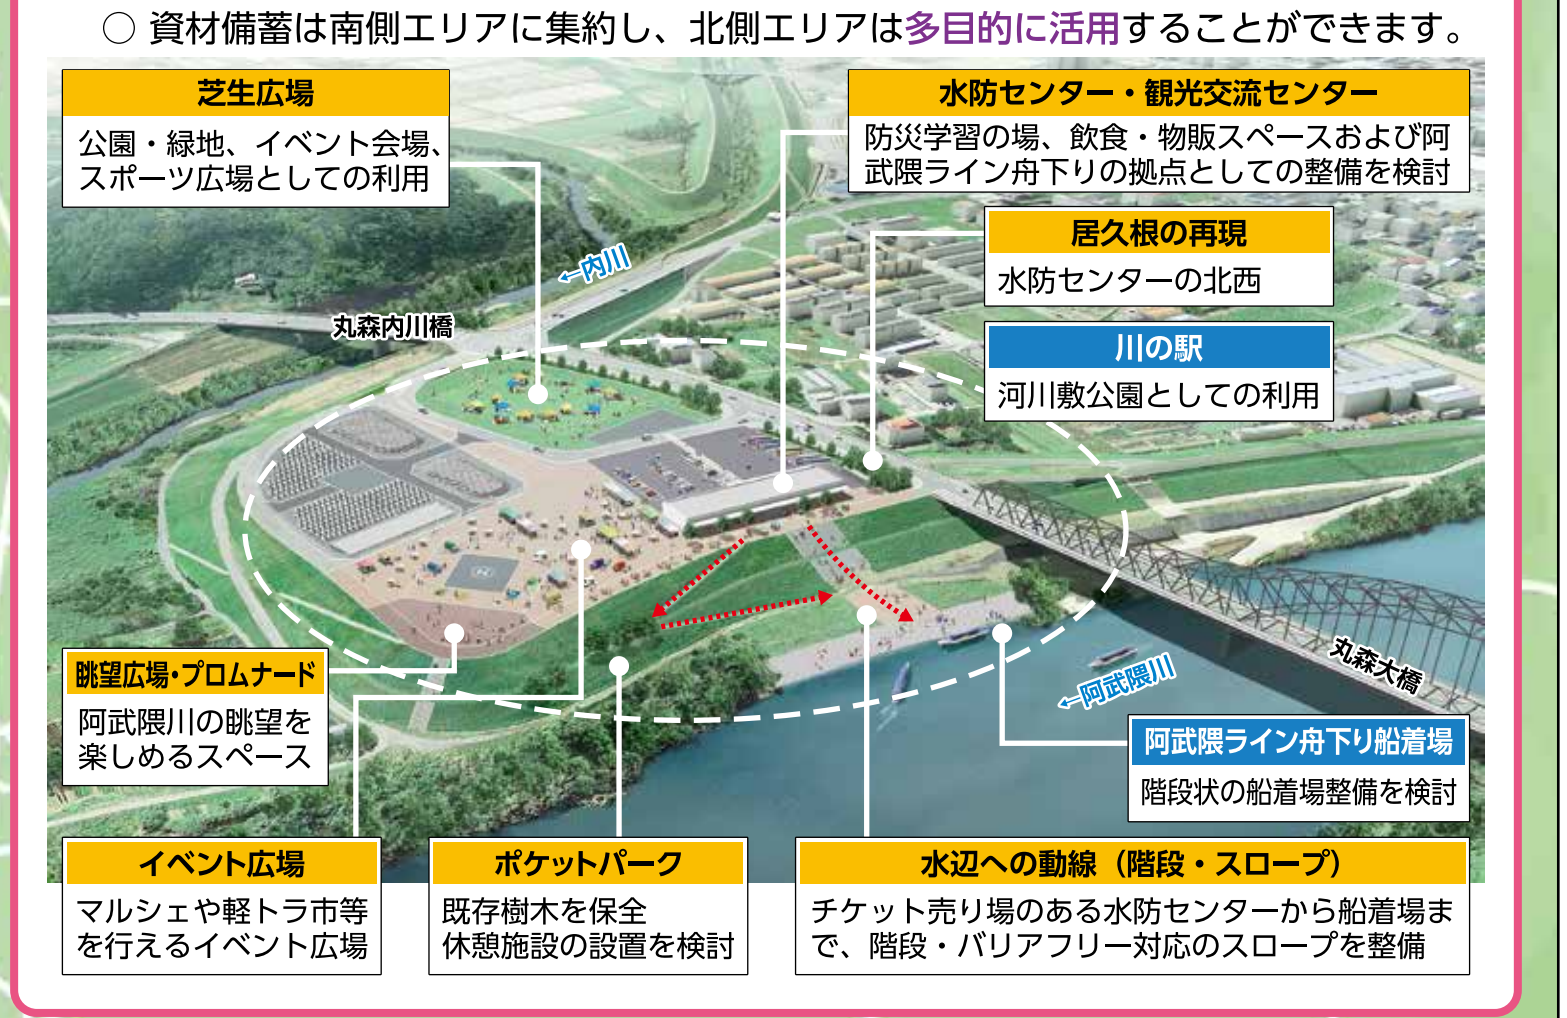 ○ 資材備蓄は南側エリアに集約し、北側エリアは多目的に活用することができます。
芝生広場
公園・緑地、イベント会場、
スポーツ広場としての利用
水防センター・観光交流センター
防災学習の場、飲食・物販スペースおよび阿
武隈ライン舟下りの拠点としての整備を検討
居久根の再現
水防センターの北西
川の駅
河川敷公園としての利用
←内川
丸森内川橋
H
丸森大橋
←阿武隈川
眺望広場・プロムナード
阿武隈川の眺望を
楽しめるスペース
阿武隈ライン舟下り船着場
階段状の船着場整備を検討
イベント広場
マルシェや軽トラ市等
を行えるイベント広場
ポケットパーク
既存樹木を保全
休憩施設の設置を検討
水辺への動線（階段・スロープ）
チケット売り場のある水防センターから船着場ま
で、階段・バリアフリー対応のスロープを整備